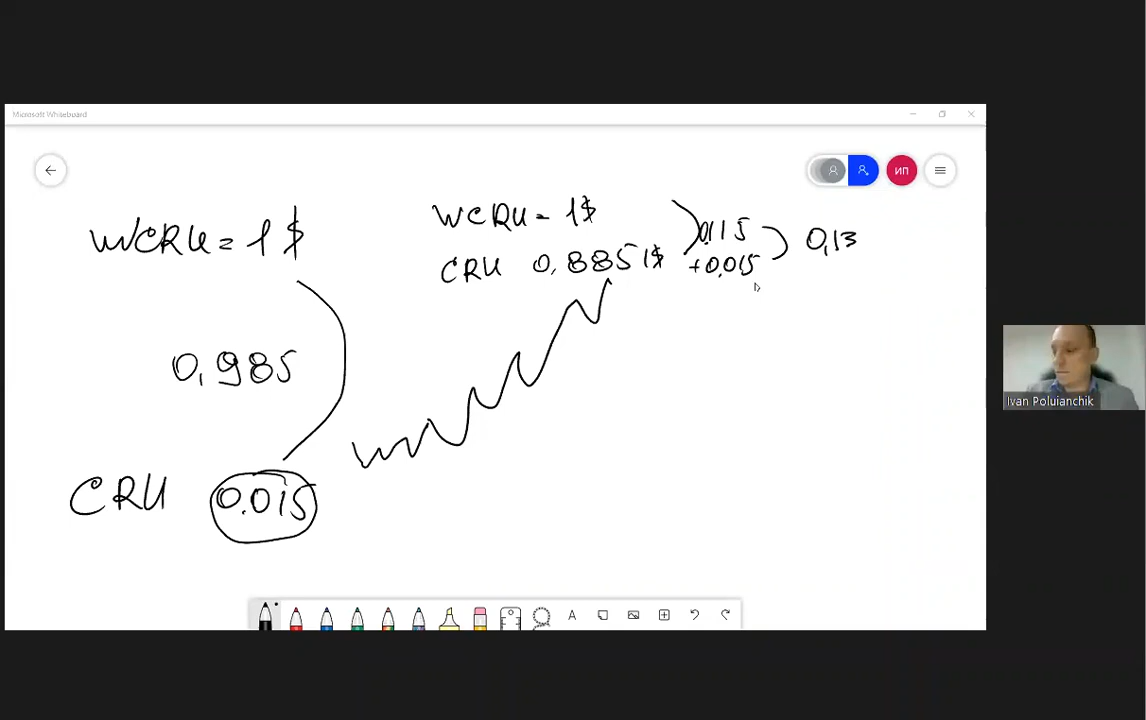 Microsoft Whiteboard
ИП
WCRU = 1$
0,985
CRU 0.015
WCRU = 1$
CRU 0,885 1$
0,115
+0,015
0,13
A
Ivan Poluianchik